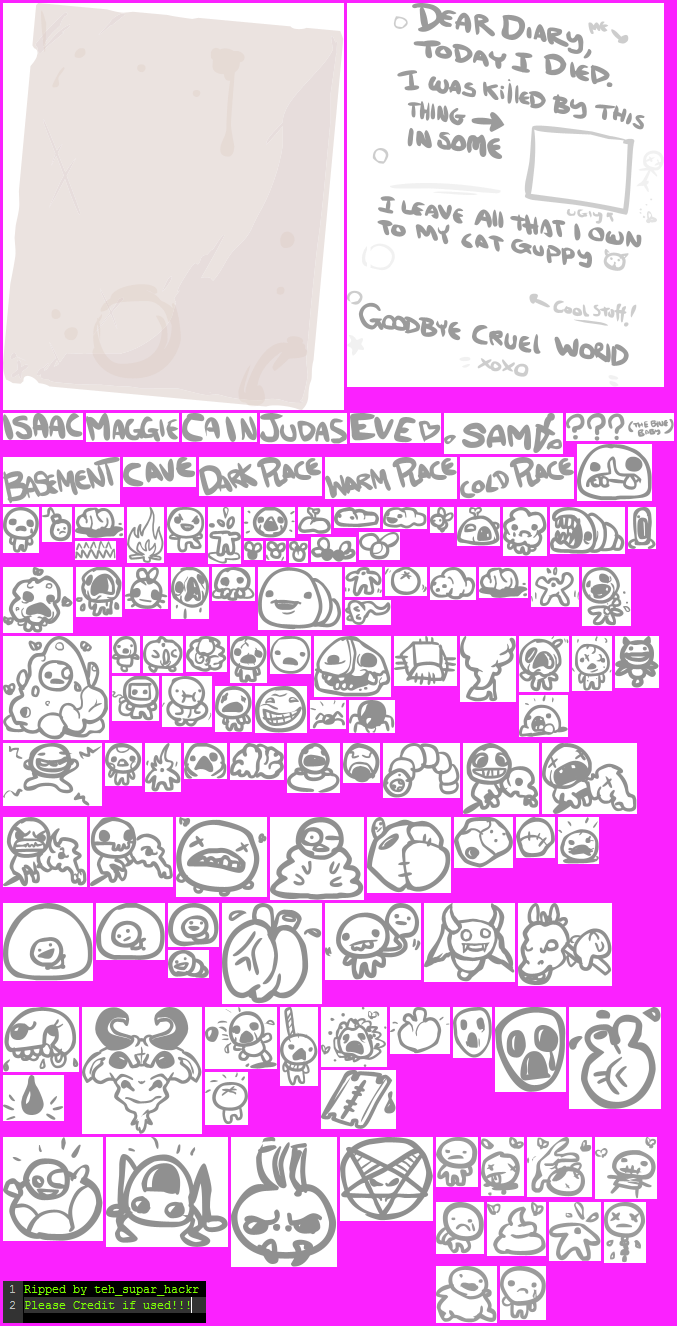 DEAR DIARY,
ME
TODAY I DIED.
I WAS KILLED BY THIS
THING →
IN SOME
UGLY
I LEAVE ALL THAT I OWN
TO MY CAT GUPPY
COOL STUFF!
GOODBYE CRUEL WORLD
XOXO
ISAAC MAGGIE CAIN JUDAS EVE♡ SAMPS ??? (THE BLUE BABY)
BASEMENT CAVE DARK PLACE WARM PLACE COLD PLACE
1 Ripped by teh_supar_hackr
2 Please Credit if used!!!